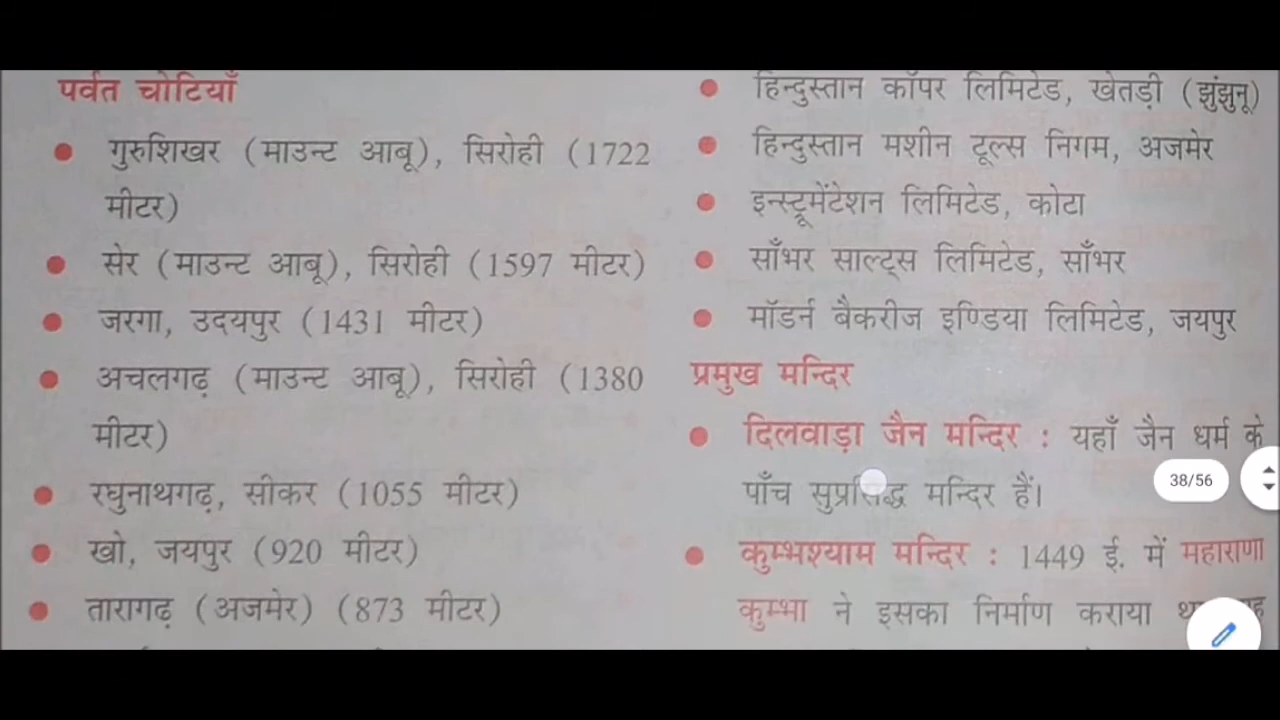 पर्वत चोटियाँ
गुरुशिखर (माउन्ट आबू), सिरोही (1722
मीटर)
सेर (माउन्ट आबू), सिरोही (1597 मीटर)
जरगा, उदयपुर (1431 मीटर)
अचलगढ़ (माउन्ट आबू), सिरोही (1380
मीटर)
रघुनाथगढ़, सीकर (1055 मीटर)
खो, जयपुर (920 मीटर)
तारागढ़ (अजमेर) (873 मीटर)
हिन्दुस्तान कॉपर लिमिटेड, खेतड़ी (झुंझुनू)
हिन्दुस्तान मशीन टूल्स निगम, अजमेर
इन्स्ट्रूमेंटेशन लिमिटेड, कोटा
साँभर साल्ट्स लिमिटेड, साँभर
मॉडर्न बैकरीज इण्डिया लिमिटेड, जयपुर
प्रमुख मन्दिर
दिलवाड़ा जैन मन्दिर : यहाँ जैन धर्म के
पाँच सुप्रसिद्ध मन्दिर हैं।
कुम्भश्याम मन्दिर : 1449 ई. में महाराणा
कुम्भा ने इसका निर्माण कराया
38/56